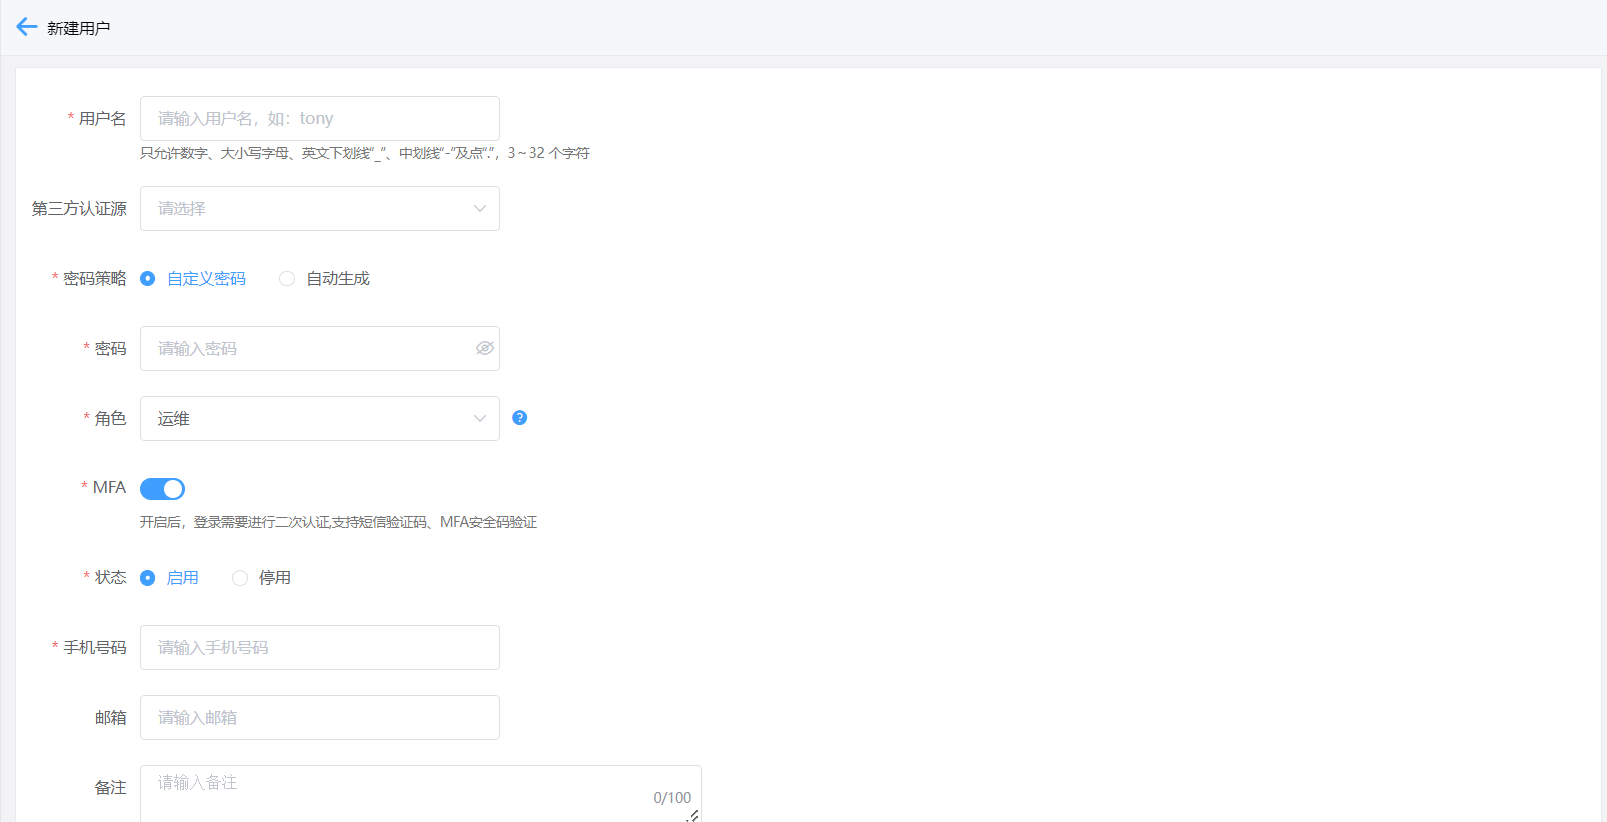 新建用户
* 用户名 请输入用户名，如：tony
只允许数字、大小写字母、英文下划线“_”、中划线“-”及点“.”，3～32 个字符
第三方认证源 请选择
* 密码策略 自定义密码 自动生成
* 密码 请输入密码
* 角色 运维 ?
* MFA
开启后，登录需要进行二次认证,支持短信验证码、MFA安全码验证
* 状态 启用 停用
* 手机号码 请输入手机号码
邮箱 请输入邮箱
备注 请输入备注
0/100